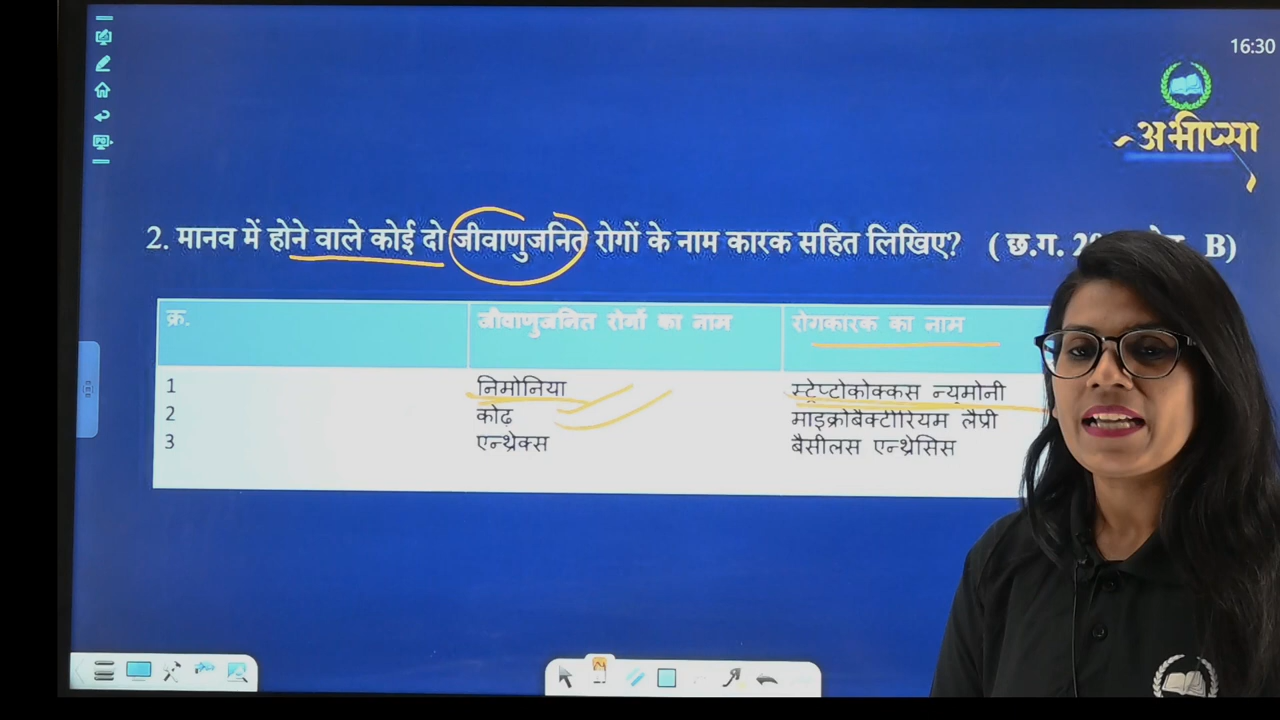 16:30
अभीप्सा
2. मानव में होने वाले कोई दो जीवाणुजनित रोगों के नाम कारक सहित लिखिए? ( छ.ग. B)
क्र. जीवाणुजनित रोगों का नाम रोगकारक का नाम
1 निमोनिया स्ट्रेप्टोकोक्कस न्यूमोनी
2 कोढ़ माइक्रोबैक्टीरियम लैप्री
3 एन्थ्रेक्स बैसीलस एन्थ्रेसिस